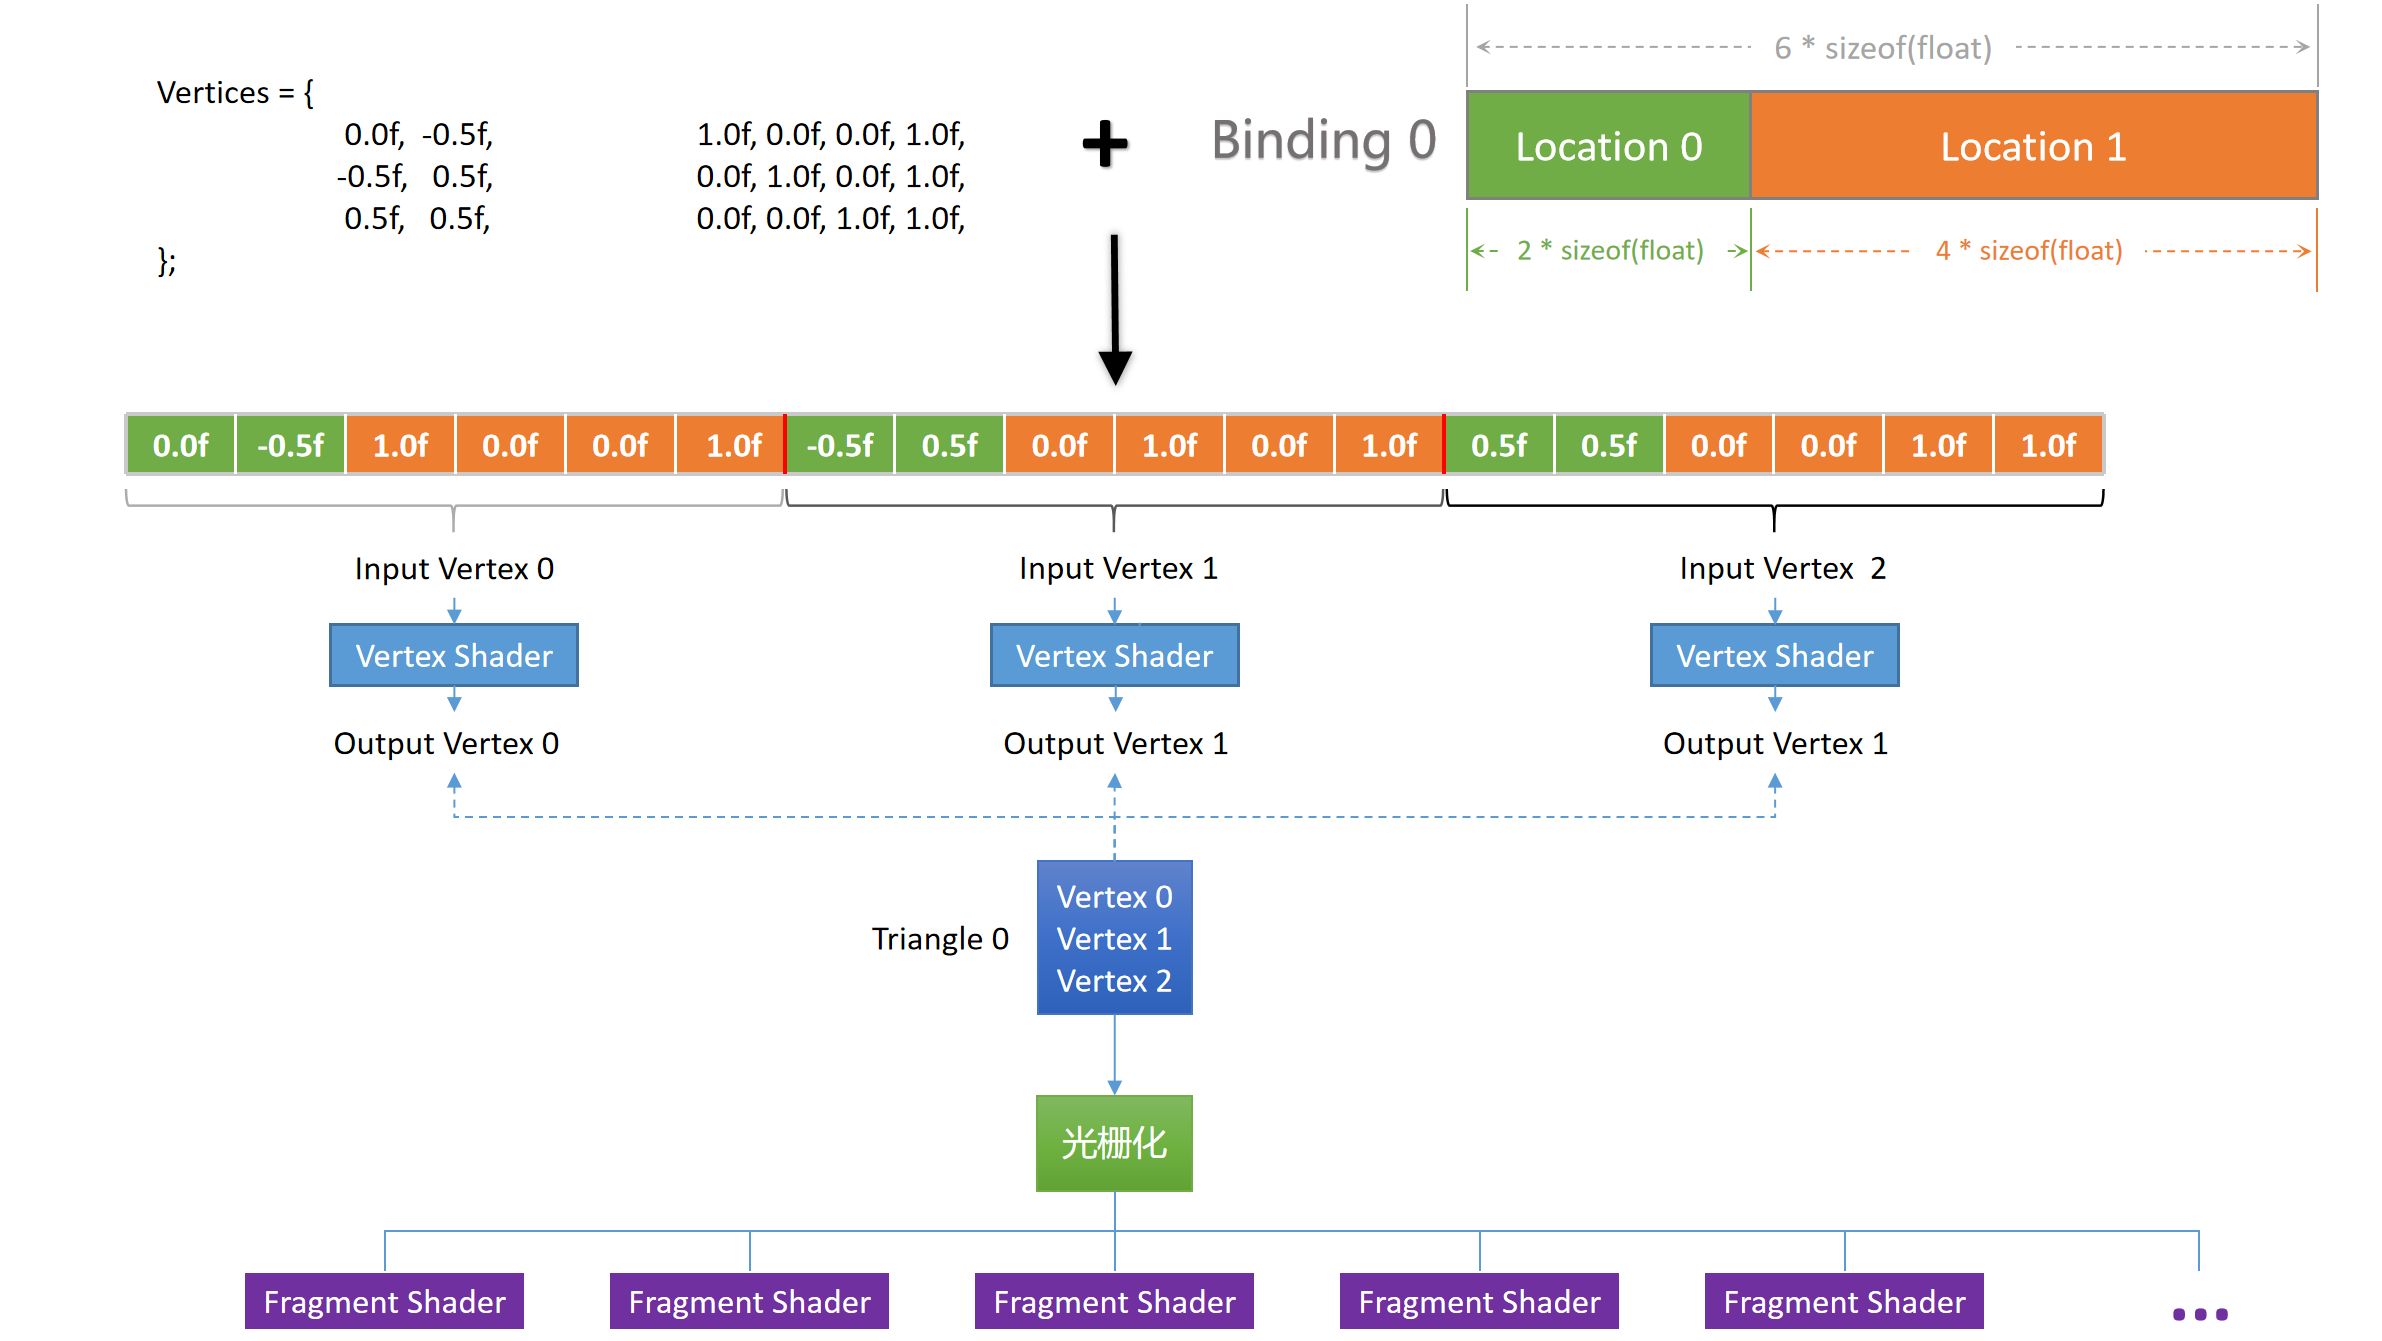 6 * sizeof(float)
Vertices = {
0.0f, -0.5f, 1.0f, 0.0f, 0.0f, 1.0f,
-0.5f, 0.5f, 0.0f, 1.0f, 0.0f, 1.0f,
0.5f, 0.5f, 0.0f, 0.0f, 1.0f, 1.0f,
};
+
Binding 0
Location 0
Location 1
2 * sizeof(float)
4 * sizeof(float)
0.0f -0.5f 1.0f 0.0f 0.0f 1.0f -0.5f 0.5f 0.0f 1.0f 0.0f 1.0f 0.5f 0.5f 0.0f 0.0f 1.0f 1.0f
Input Vertex 0
Input Vertex 1
Input Vertex 2
Vertex Shader
Vertex Shader
Vertex Shader
Output Vertex 0
Output Vertex 1
Output Vertex 1
Triangle 0
Vertex 0
Vertex 1
Vertex 2
光栅化
Fragment Shader
Fragment Shader
Fragment Shader
Fragment Shader
Fragment Shader
...